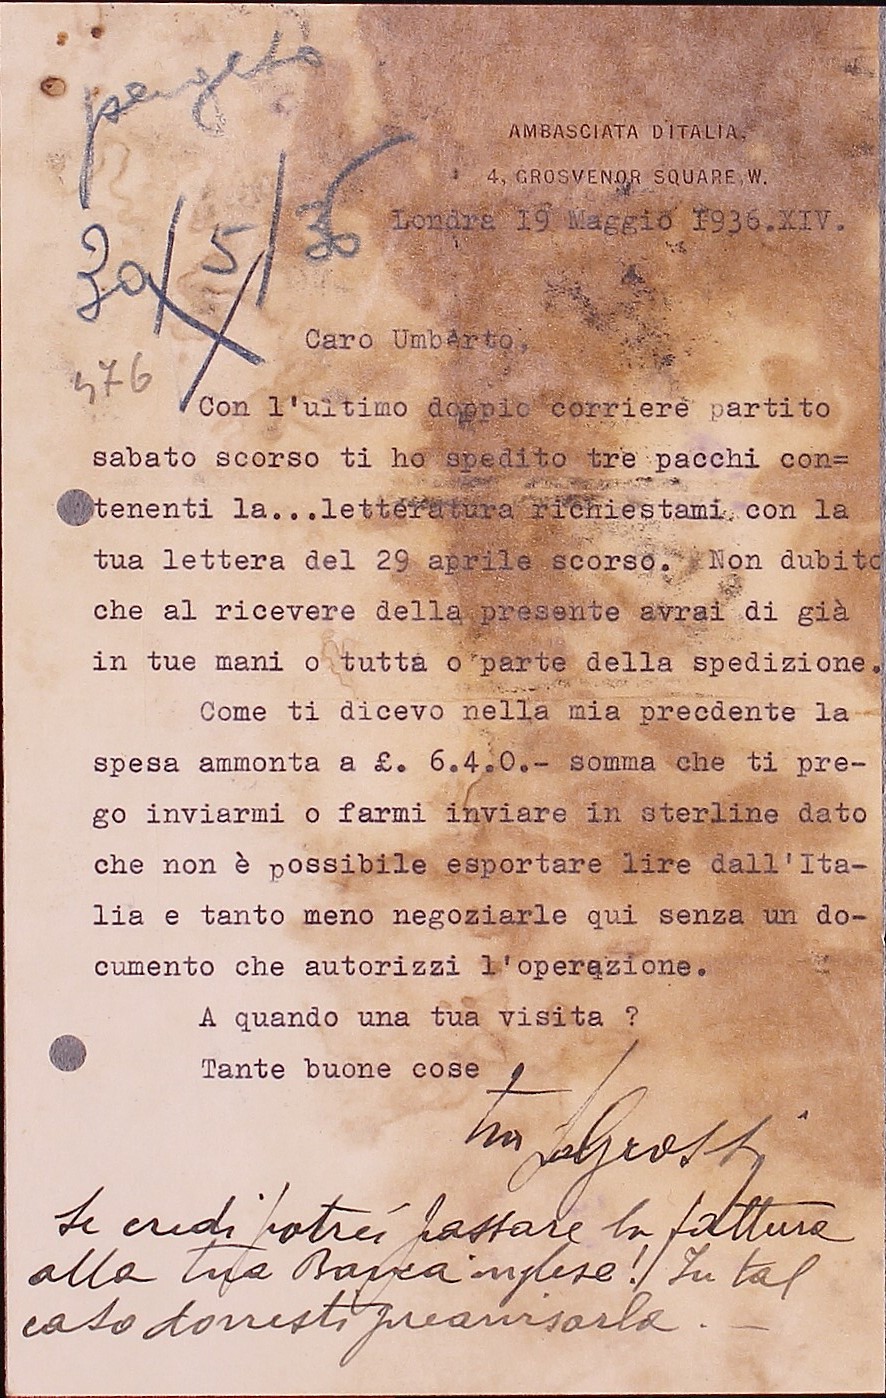 pagato
30/5/36
476
AMBASCIATA D'ITALIA,
4, GROSVENOR SQUARE, W.
Londra 19 Maggio 1936.XIV.
Caro Umberto,
Con l'ultimo doppio corriere partito
sabato scorso ti ho spedito tre pacchi con=
tenenti la...letteratura richiestami con la
tua lettera del 29 aprile scorso. Non dubito
che al ricevere della presente avrai di già
in tue mani o tutta o parte della spedizione.
Come ti dicevo nella mia precdente la
spesa ammonta a £. 6.4.0.- somma che ti pre-
go inviarmi o farmi inviare in sterline dato
che non è possibile esportare lire dall'Ita-
lia e tanto meno negoziarle qui senza un do-
cumento che autorizzi l'operazione.
A quando una tua visita ?
Tante buone cose
tuo Grossi
Se credi potrei passare la fattura
alla tua Banca inglese! In tal
caso dovresti preavvisarla. —